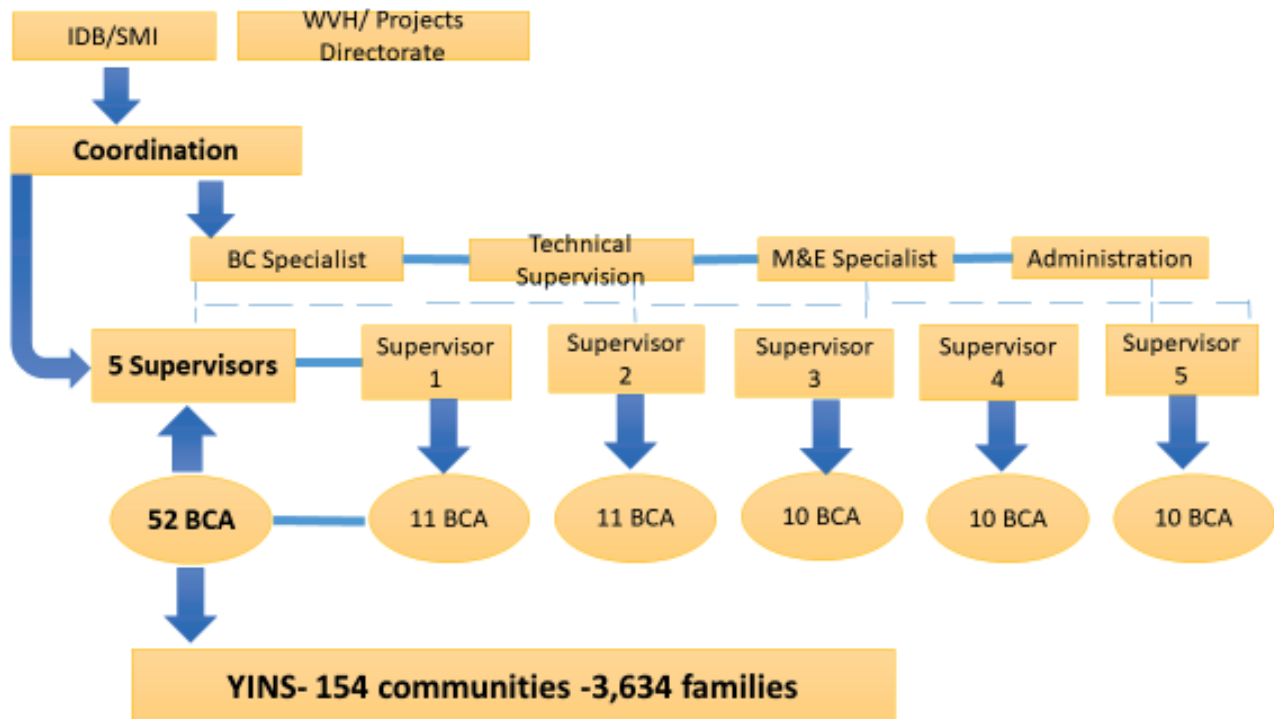 IDB/SMI
WVH/ Projects
Directorate
Coordination
BC Specialist
Technical
Supervision
M&E Specialist
Administration
5 Supervisors
Supervisor
1
Supervisor
2
Supervisor
3
Supervisor
4
Supervisor
5
52 BCA
11 BCA
11 BCA
10 BCA
10 BCA
10 BCA
YINS- 154 communities -3,634 families